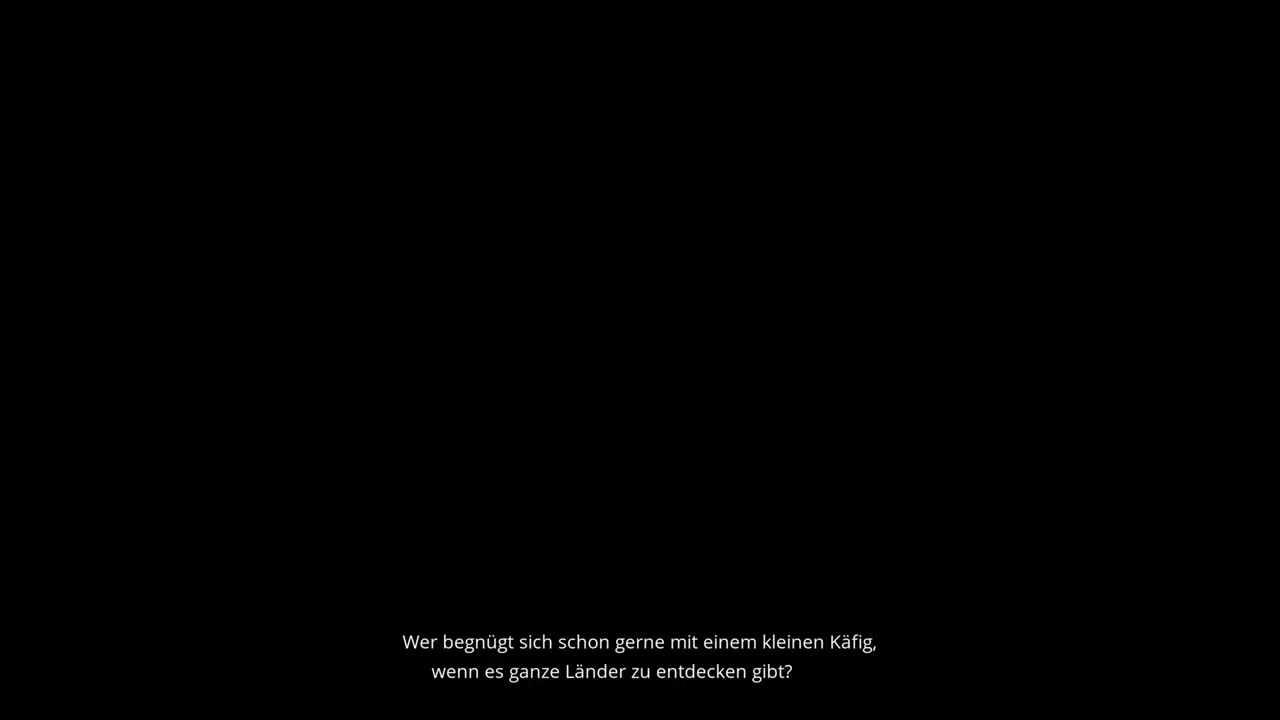 Wer begnügt sich schon gerne mit einem kleinen Käfig,
wenn es ganze Länder zu entdecken gibt?